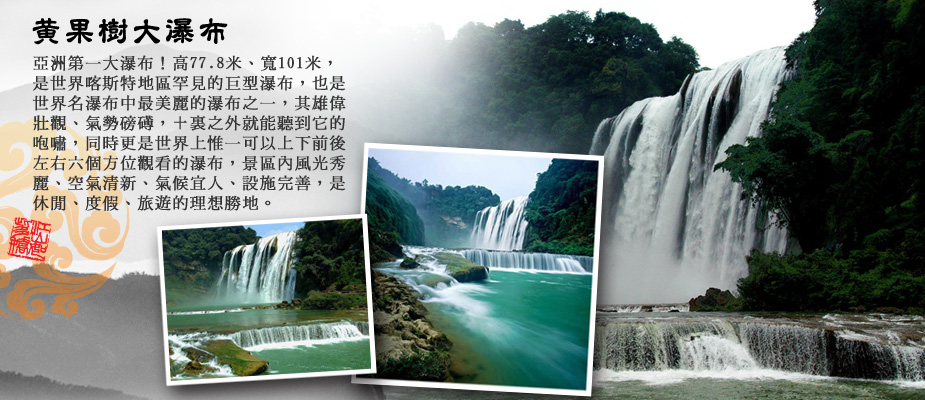 黄果樹大瀑布
亞洲第一大瀑布！高77.8米、寬101米，
是世界喀斯特地區罕見的巨型瀑布，也是
世界名瀑布中最美麗的瀑布之一，其雄偉
壯觀、氣勢磅礡，十裏之外就能聽到它的
咆嘯，同時更是世界上惟一可以上下前後
左右六個方位觀看的瀑布，景區內風光秀
麗、空氣清新、氣候宜人、設施完善，是
休閒、度假、旅遊的理想勝地。